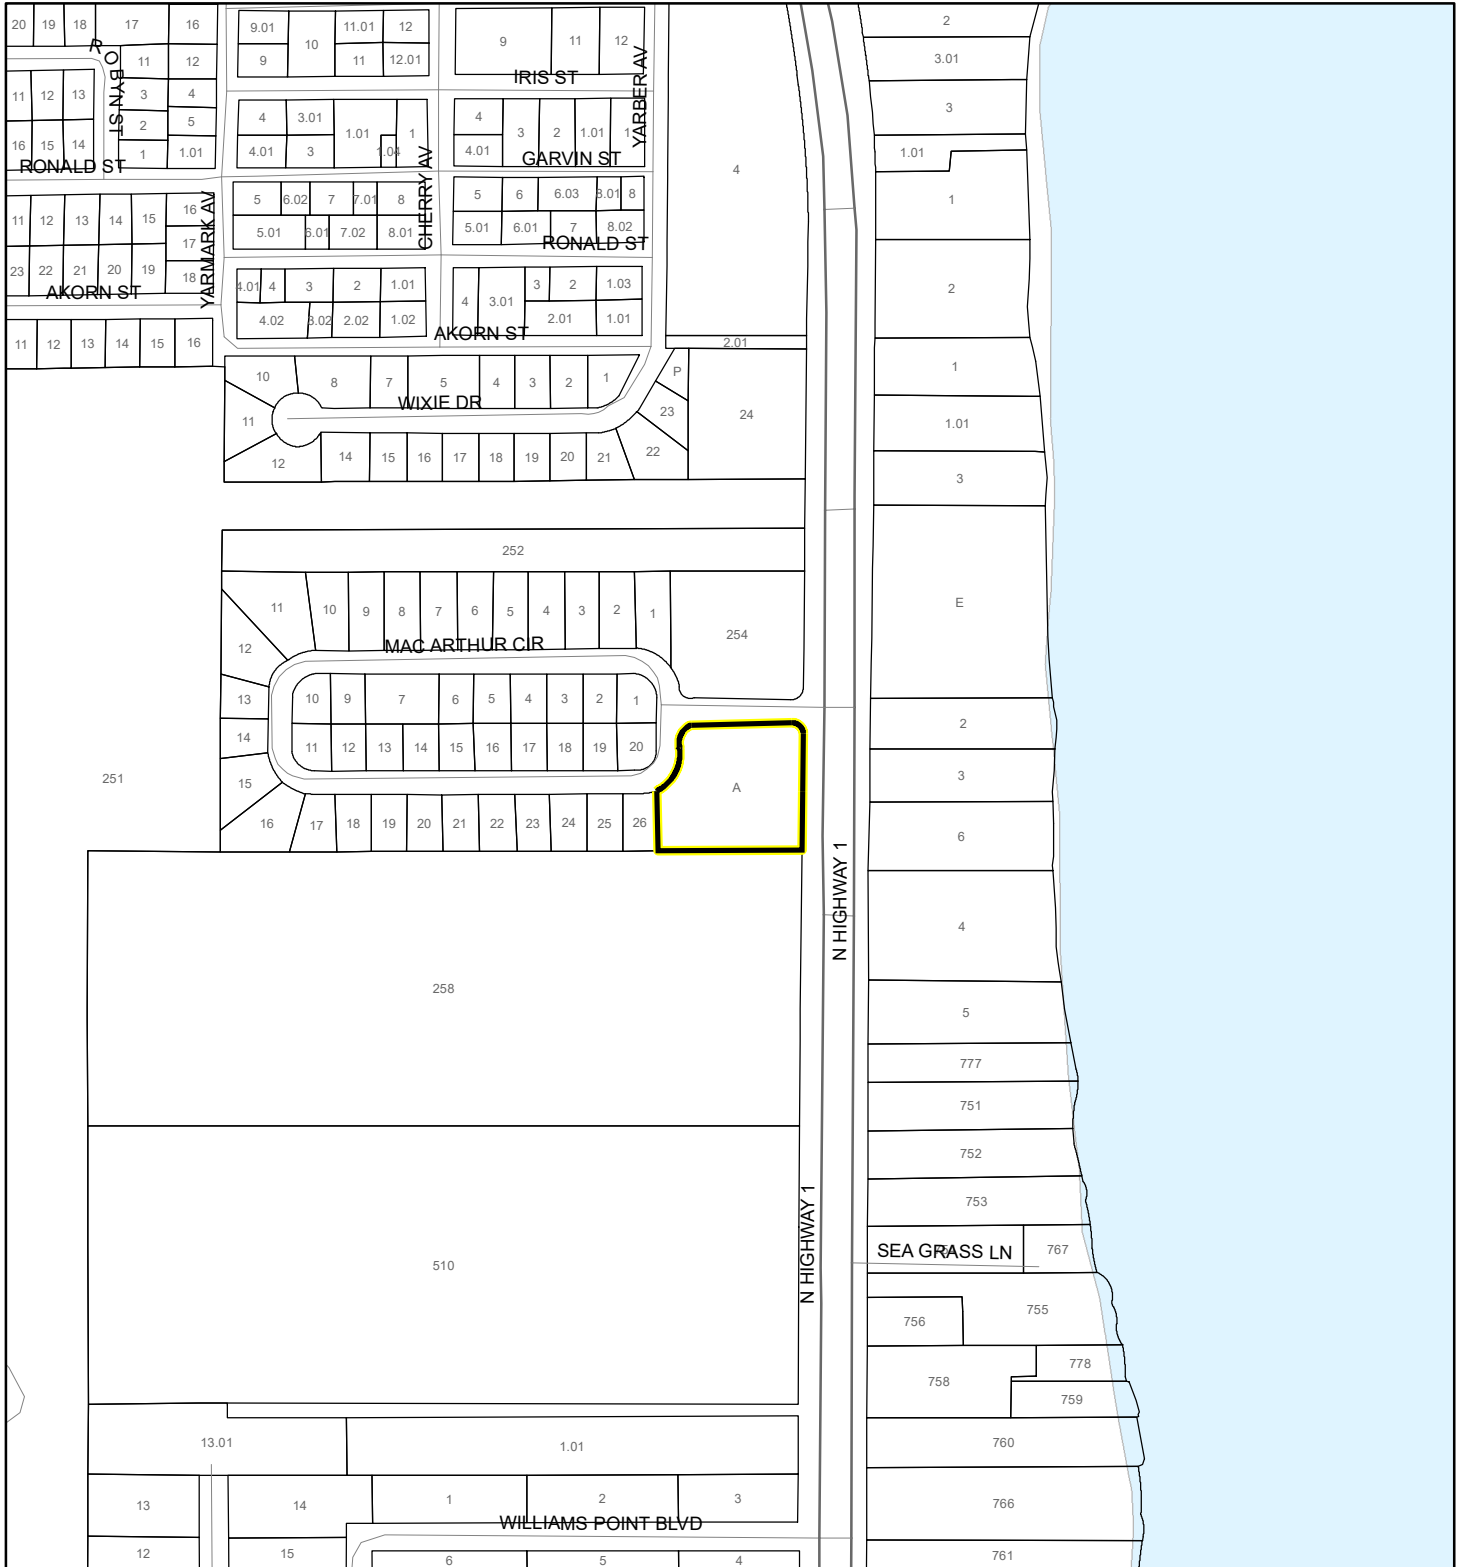 20 19 18 17 16 9.01 10 11.01 12 9 11 12 2
R OBYN ST 11 12 9 11 12.01 IRIS ST YARBER AV 3.01
11 12 13 3 4 4 3.01 1.01 1 4 3 2 1.01 1 3
16 15 14 2 5 4.01 3 1.04 4.01 GARVIN ST 1.01
RONALD ST 1 1.01 CHERRY AV 4 1
5 6.02 7 7.01 8 5 6 6.03 8.01 8
11 12 13 14 15 16 YARMARK AV 5.01 6.01 7.02 8.01 5.01 6.01 7 8.02
17 RONALD ST
23 22 21 20 19 18 4.01 4 3 2 1.01 4 3.01 3 2 1.03 2
AKORN ST 4.02 3.02 2.02 1.02 2.01 1.01
11 12 13 14 15 16 AKORN ST 2.01
10 8 7 5 4 3 2 1 P 1
WIXIE DR 23 24
11 1.01
12 14 15 16 17 18 19 20 21 22 3
252
11 10 9 8 7 6 5 4 3 2 1 254 E
12 MAC ARTHUR CIR
13 10 9 7 6 5 4 3 2 1 2
14 11 12 13 14 15 16 17 18 19 20
251 15 A 3
16 17 18 19 20 21 22 23 24 25 26 6
N HIGHWAY 1
4
258
5
777
751
752
N HIGHWAY 1 753
SEA GRASS LN 767
510
756 755
758 778
759
13.01 1.01 760
13 14 1 2 3 766
WILLIAMS POINT BLVD
12 15 6 5 4 761